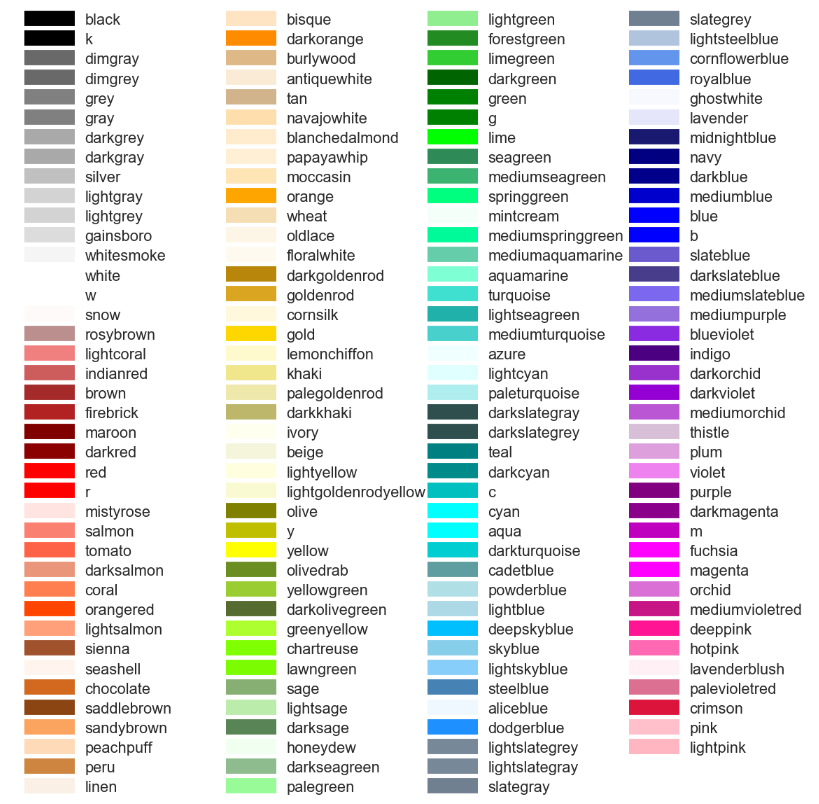 black
k
dimgray
dimgrey
grey
gray
darkgrey
darkgray
silver
lightgray
lightgrey
gainsboro
whitesmoke
white
w
snow
rosybrown
lightcoral
indianred
brown
firebrick
maroon
darkred
red
r
mistyrose
salmon
tomato
darksalmon
coral
orangered
lightsalmon
sienna
seashell
chocolate
saddlebrown
sandybrown
peachpuff
peru
linen
bisque
darkorange
burlywood
antiquewhite
tan
navajowhite
blanchedalmond
papayawhip
moccasin
orange
wheat
oldlace
floralwhite
darkgoldenrod
goldenrod
cornsilk
gold
lemonchiffon
khaki
palegoldenrod
darkkhaki
ivory
beige
lightyellow
lightgoldenrodyellow
olive
y
yellow
olivedrab
yellowgreen
darkolivegreen
greenyellow
chartreuse
lawngreen
sage
lightsage
darksage
honeydew
darkseagreen
palegreen
lightgreen
forestgreen
limegreen
darkgreen
green
g
lime
seagreen
mediumseagreen
springgreen
mintcream
mediumspringgreen
mediumaquamarine
aquamarine
turquoise
lightseagreen
mediumturquoise
azure
lightcyan
paleturquoise
darkslategray
darkslategrey
teal
darkcyan
c
cyan
aqua
darkturquoise
cadetblue
powderblue
lightblue
deepskyblue
skyblue
lightskyblue
steelblue
aliceblue
dodgerblue
lightslategrey
lightslategray
slategray
slategrey
lightsteelblue
cornflowerblue
royalblue
ghostwhite
lavender
midnightblue
navy
darkblue
mediumblue
blue
b
slateblue
darkslateblue
mediumslateblue
mediumpurple
blueviolet
indigo
darkorchid
darkviolet
mediumorchid
thistle
plum
violet
purple
darkmagenta
m
fuchsia
magenta
orchid
mediumvioletred
deeppink
hotpink
lavenderblush
palevioletred
crimson
pink
lightpink